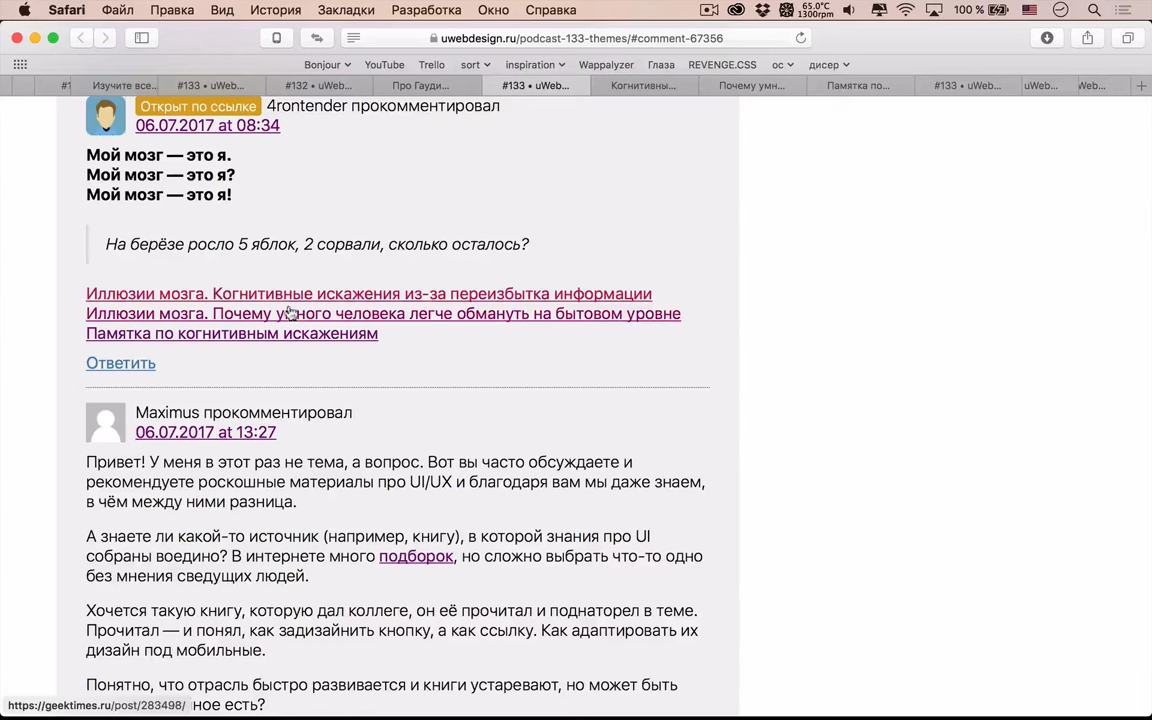 Safari Файл Правка Вид История Закладки Разработка Окно Справка 65.0°C 1300rpm 100 %
uwebdesign.ru/podcast-133-themes/#comment-67356
Bonjour YouTube Trello sort inspiration Wappalyzer Глаза REVENGE.CSS ос дисер
#1 Изучите все... #133 • uWeb... #132 • uWeb... Про Гауди... #133 • uWe... Когнитивны... Почему умн... Памятка по... #133 • uWe... uWeb... Web...
Открыт по ссылке 4rontender прокомментировал
06.07.2017 at 08:34
Мой мозг — это я.
Мой мозг — это я?
Мой мозг — это я!
На берёзе росло 5 яблок, 2 сорвали, сколько осталось?
Иллюзии мозга. Когнитивные искажения из-за переизбытка информации
Иллюзии мозга. Почему умного человека легче обмануть на бытовом уровне
Памятка по когнитивным искажениям
Ответить
Maximus прокомментировал
06.07.2017 at 13:27
Привет! У меня в этот раз не тема, а вопрос. Вот вы часто обсуждаете и
рекомендуете роскошные материалы про UI/UX и благодаря вам мы даже знаем,
в чём между ними разница.
А знаете ли какой-то источник (например, книгу), в которой знания про UI
собраны воедино? В интернете много подборок, но сложно выбрать что-то одно
без мнения сведущих людей.
Хочется такую книгу, которую дал коллеге, он её прочитал и поднаторел в теме.
Прочитал — и понял, как задизайнить кнопку, а как ссылку. Как адаптировать их
дизайн под мобильные.
Понятно, что отрасль быстро развивается и книги устаревают, но может быть
https://geektimes.ru/post/283498/ ное есть?